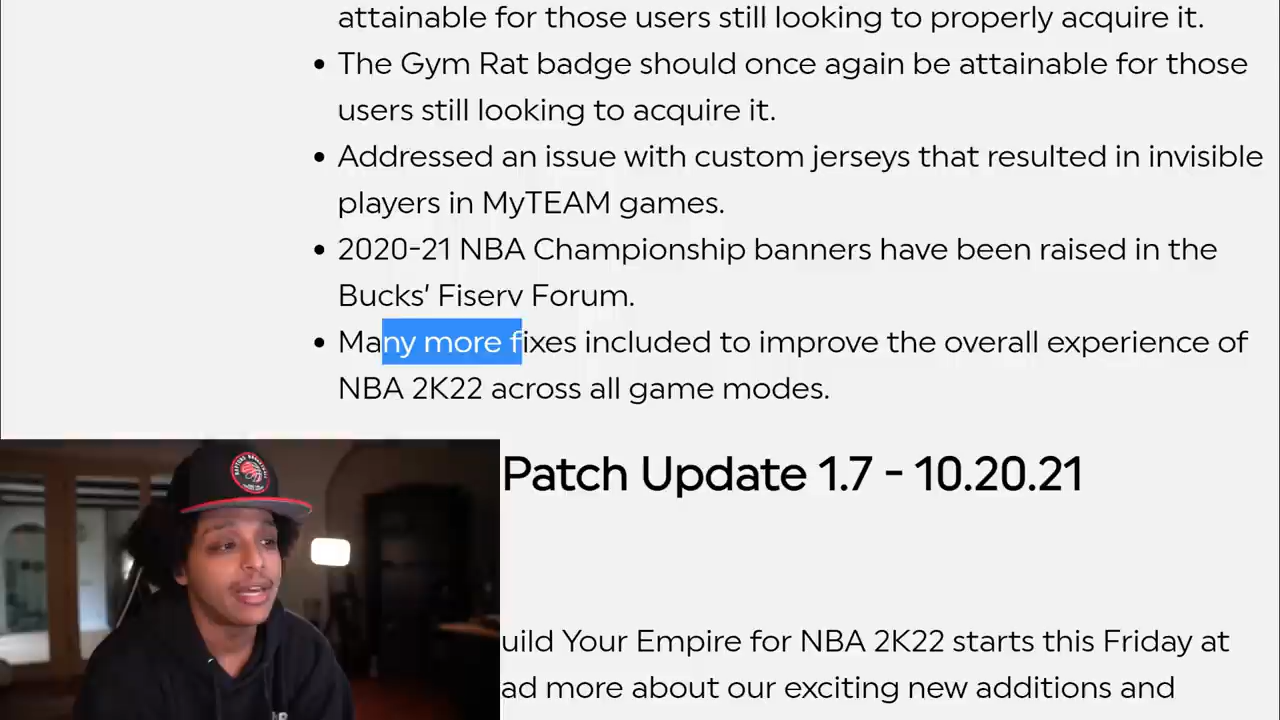 attainable for those users still looking to properly acquire it.
• The Gym Rat badge should once again be attainable for those
users still looking to acquire it.
• Addressed an issue with custom jerseys that resulted in invisible
players in MyTEAM games.
• 2020-21 NBA Championship banners have been raised in the
Bucks' Fiserv Forum.
• Many more fixes included to improve the overall experience of
NBA 2K22 across all game modes.
Patch Update 1.7 - 10.20.21
uild Your Empire for NBA 2K22 starts this Friday at
ad more about our exciting new additions and